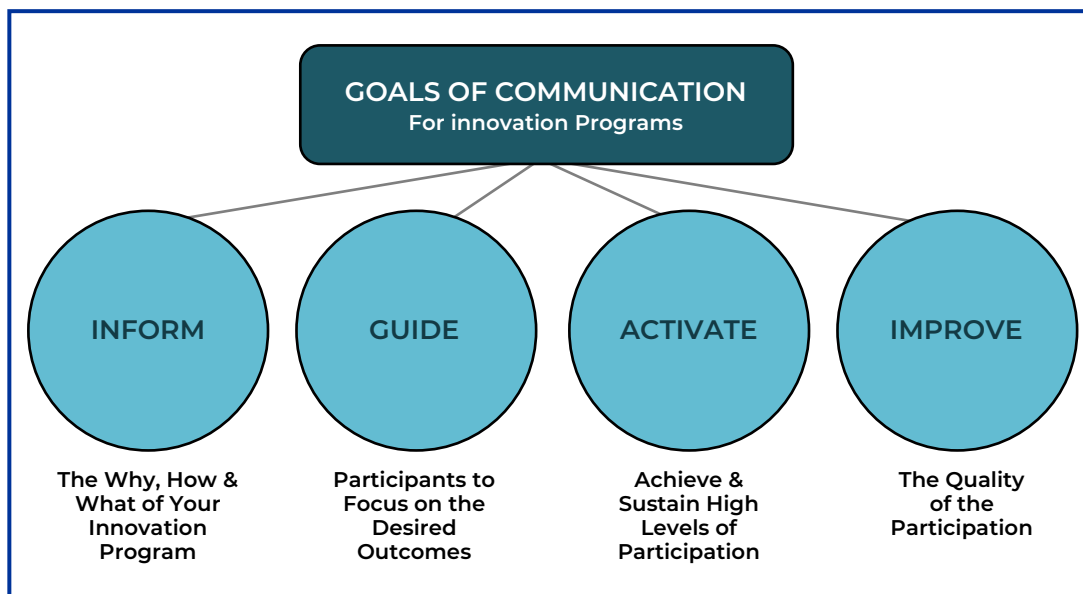 GOALS OF COMMUNICATION
For innovation Programs
INFORM
GUIDE
ACTIVATE
IMPROVE
The Why, How &
What of Your
Innovation
Program
Participants to
Focus on the
Desired
Outcomes
Achieve &
Sustain High
Levels of
Participation
The Quality
of the
Participation